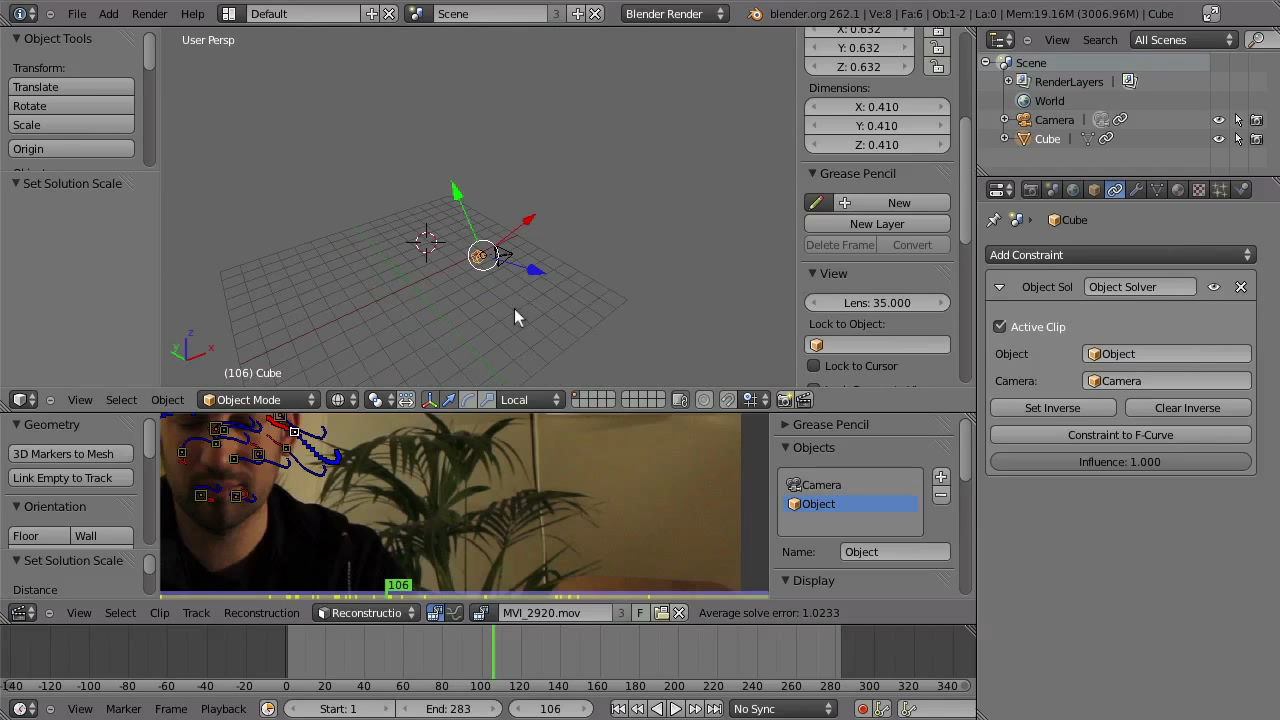 File Add Render Help Default Scene 3 Blender Render blender.org 262.1 | Ve:8 | Fa:6 | Ob:1-2 | La:0 | Mem:19.16M (3006.96M) | Cube
Object Tools
Transform:
Translate
Rotate
Scale
Origin
Set Solution Scale
User Persp
z
y
x
(106) Cube
X: 0.632
Y: 0.632
Z: 0.632
Dimensions:
X: 0.410
Y: 0.410
Z: 0.410
Grease Pencil
New
New Layer
Delete Frame Convert
View
Lens: 35.000
Lock to Object:
Lock to Cursor
View Select Object Object Mode Local
View Search All Scenes
Scene
RenderLayers |
World
Camera |
Cube |
Cube
Add Constraint
Object Sol Object Solver
Active Clip
Object Object
Camera: Camera
Set Inverse Clear Inverse
Constraint to F-Curve
Influence: 1.000
Geometry
3D Markers to Mesh
Link Empty to Track
Orientation
Floor Wall
Set Solution Scale
Distance
106
Grease Pencil
Objects
Camera
Object
Name: Object
Display
View Select Clip Track Reconstruction Reconstructio MVI_2920.mov 3 F Average solve error: 1.0233
-140 -120 -100 -80 -60 -40 -20 0 20 40 60 80 100 120 140 160 180 200 220 240 260 280 300 320 340
View Marker Frame Playback Start: 1 End: 283 106 No Sync